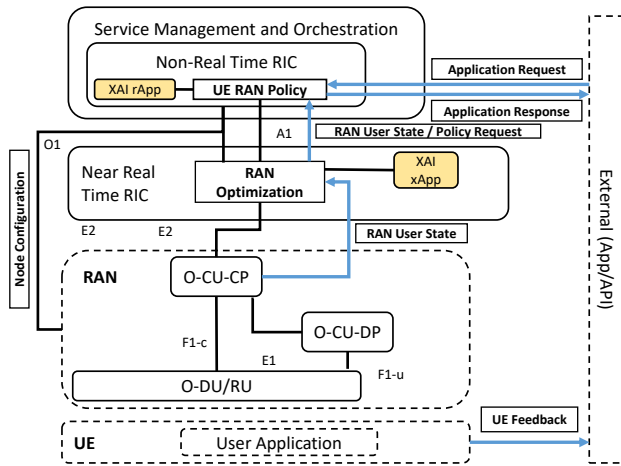 Service Management and Orchestration
Non-Real Time RIC
XAI rApp
UE RAN Policy
Application Request
Application Response
O1
A1
RAN User State / Policy Request
Near Real
Time RIC
RAN
Optimization
XAI
xApp
Node Configuration
E2
E2
RAN User State
External (App/API)
RAN
O-CU-CP
O-CU-DP
F1-c
E1
F1-u
O-DU/RU
UE Feedback
UE
User Application